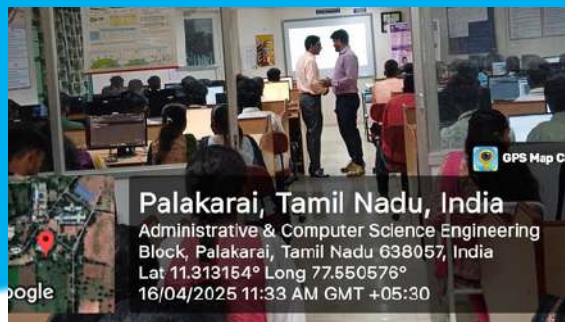 GPS Map C
Palakarai, Tamil Nadu, India
Administrative & Computer Science Engineering
Block, Palakarai, Tamil Nadu 638057, India
Lat 11.313154° Long 77.550576°
16/04/2025 11:33 AM GMT +05:30
oogle